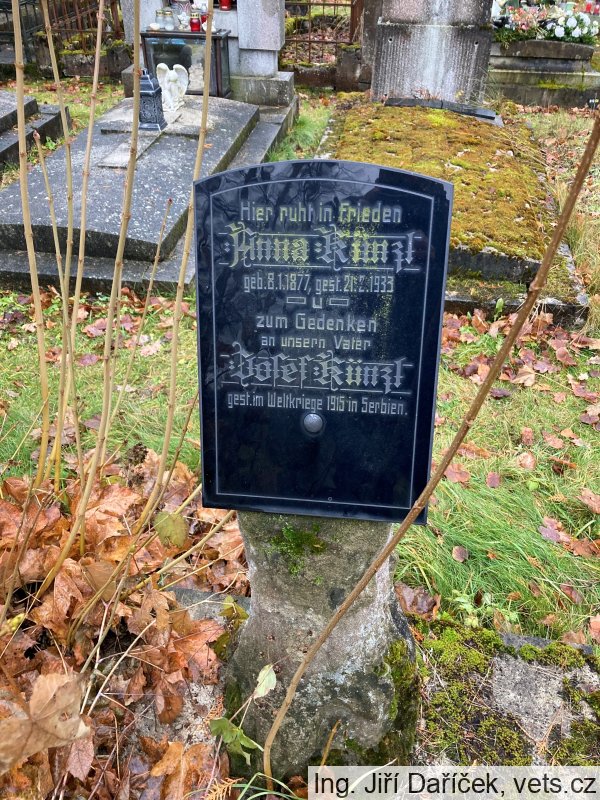 Hier ruht in Frieden
Anna Künzl
geb. 8.1.1877, gest. 21.2.1933
u
zum Gedenken
an unsern Vater
Josef Künzl
gest. im Weltkriege 1915 in Serbien.
Ing. Jiří Daříček, vets.cz